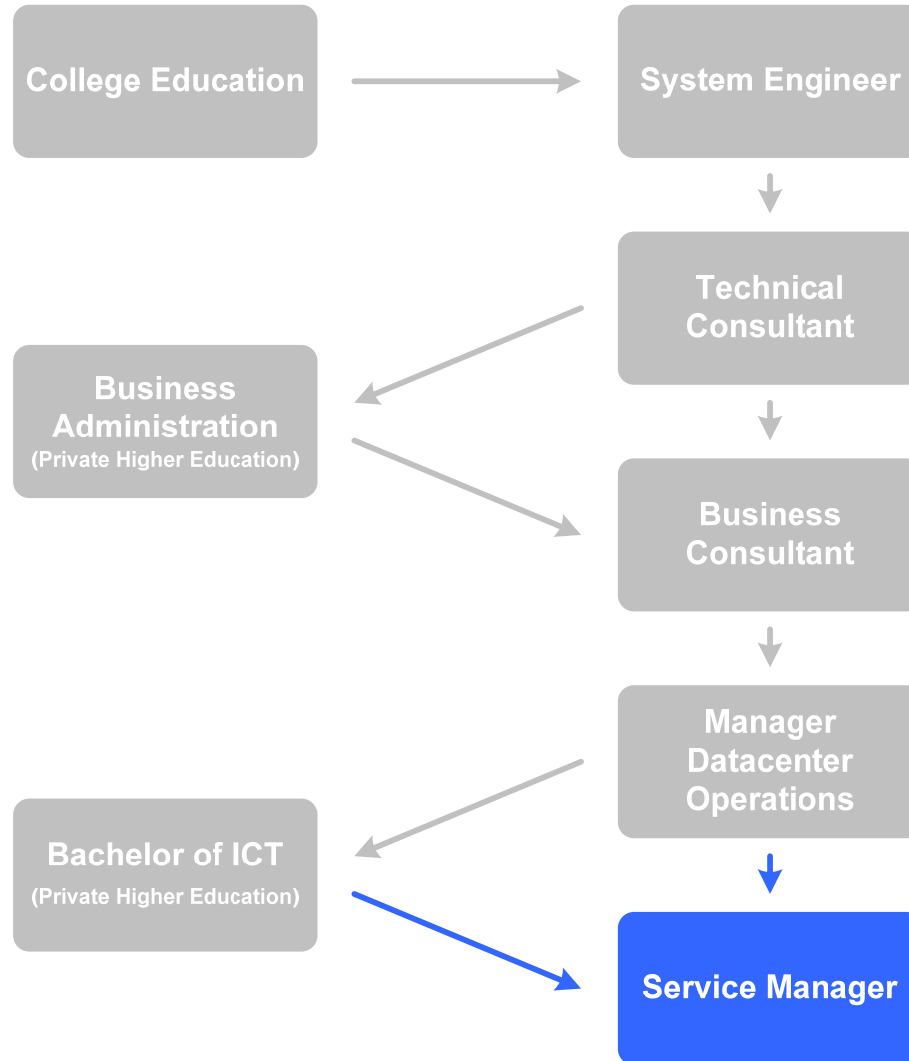 College Education
System Engineer
Technical
Consultant
Business
Administration
(Private Higher Education)
Business
Consultant
Manager
Datacenter
Operations
Bachelor of ICT
(Private Higher Education)
Service Manager